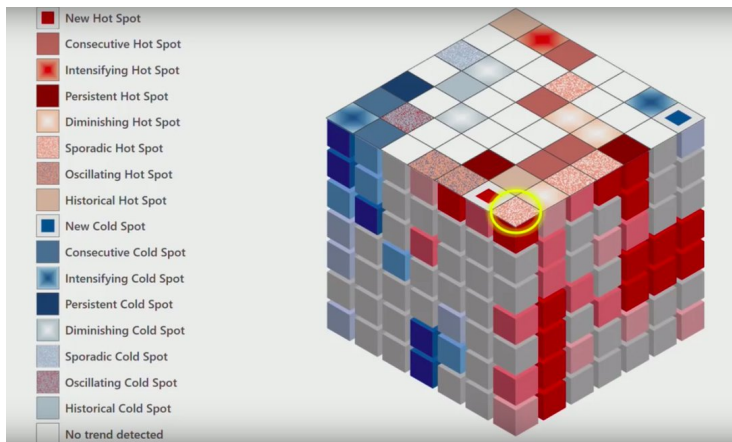 New Hot Spot
Consecutive Hot Spot
Intensifying Hot Spot
Persistent Hot Spot
Diminishing Hot Spot
Sporadic Hot Spot
Oscillating Hot Spot
Historical Hot Spot
New Cold Spot
Consecutive Cold Spot
Intensifying Cold Spot
Persistent Cold Spot
Diminishing Cold Spot
Sporadic Cold Spot
Oscillating Cold Spot
Historical Cold Spot
No trend detected